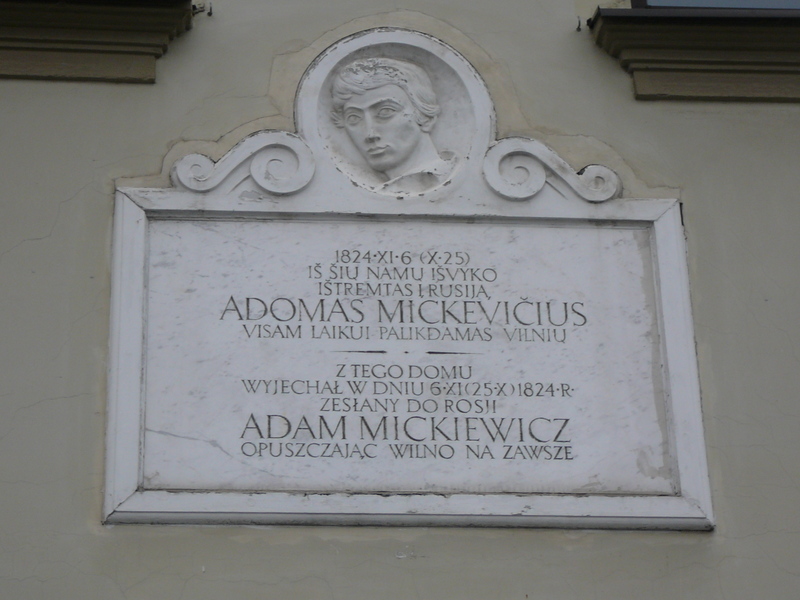 1824·XI·6 (X·25)
IŠ ŠIŲ NAMŲ IŠVYKO
IŠTREMTAS Į RUSIJĄ
ADOMAS MICKEVIČIUS
VISAM LAIKUI PALIKDAMAS VILNIŲ
Z TEGO DOMU
WYJECHAŁ W DNIU 6·XI(25·X)1824·R·
ZESŁANY DO ROSJI
ADAM MICKIEWICZ
OPUSZCZAJĄC WILNO NA ZAWSZE